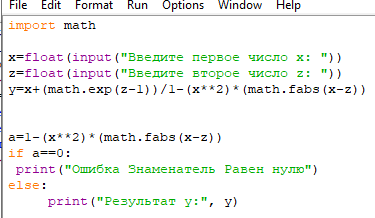 File Edit Format Run Options Window Help
import math
x=float(input("Введите первое число x: "))
z=float(input("Введите второе число z: "))
y=x+(math.exp(z-1))/1-(x**2)*(math.fabs(x-z))
a=1-(x**2)*(math.fabs(x-z))
if a==0:
print("Ошибка Знаменатель Равен нулю")
else:
print("Результат y:", y)